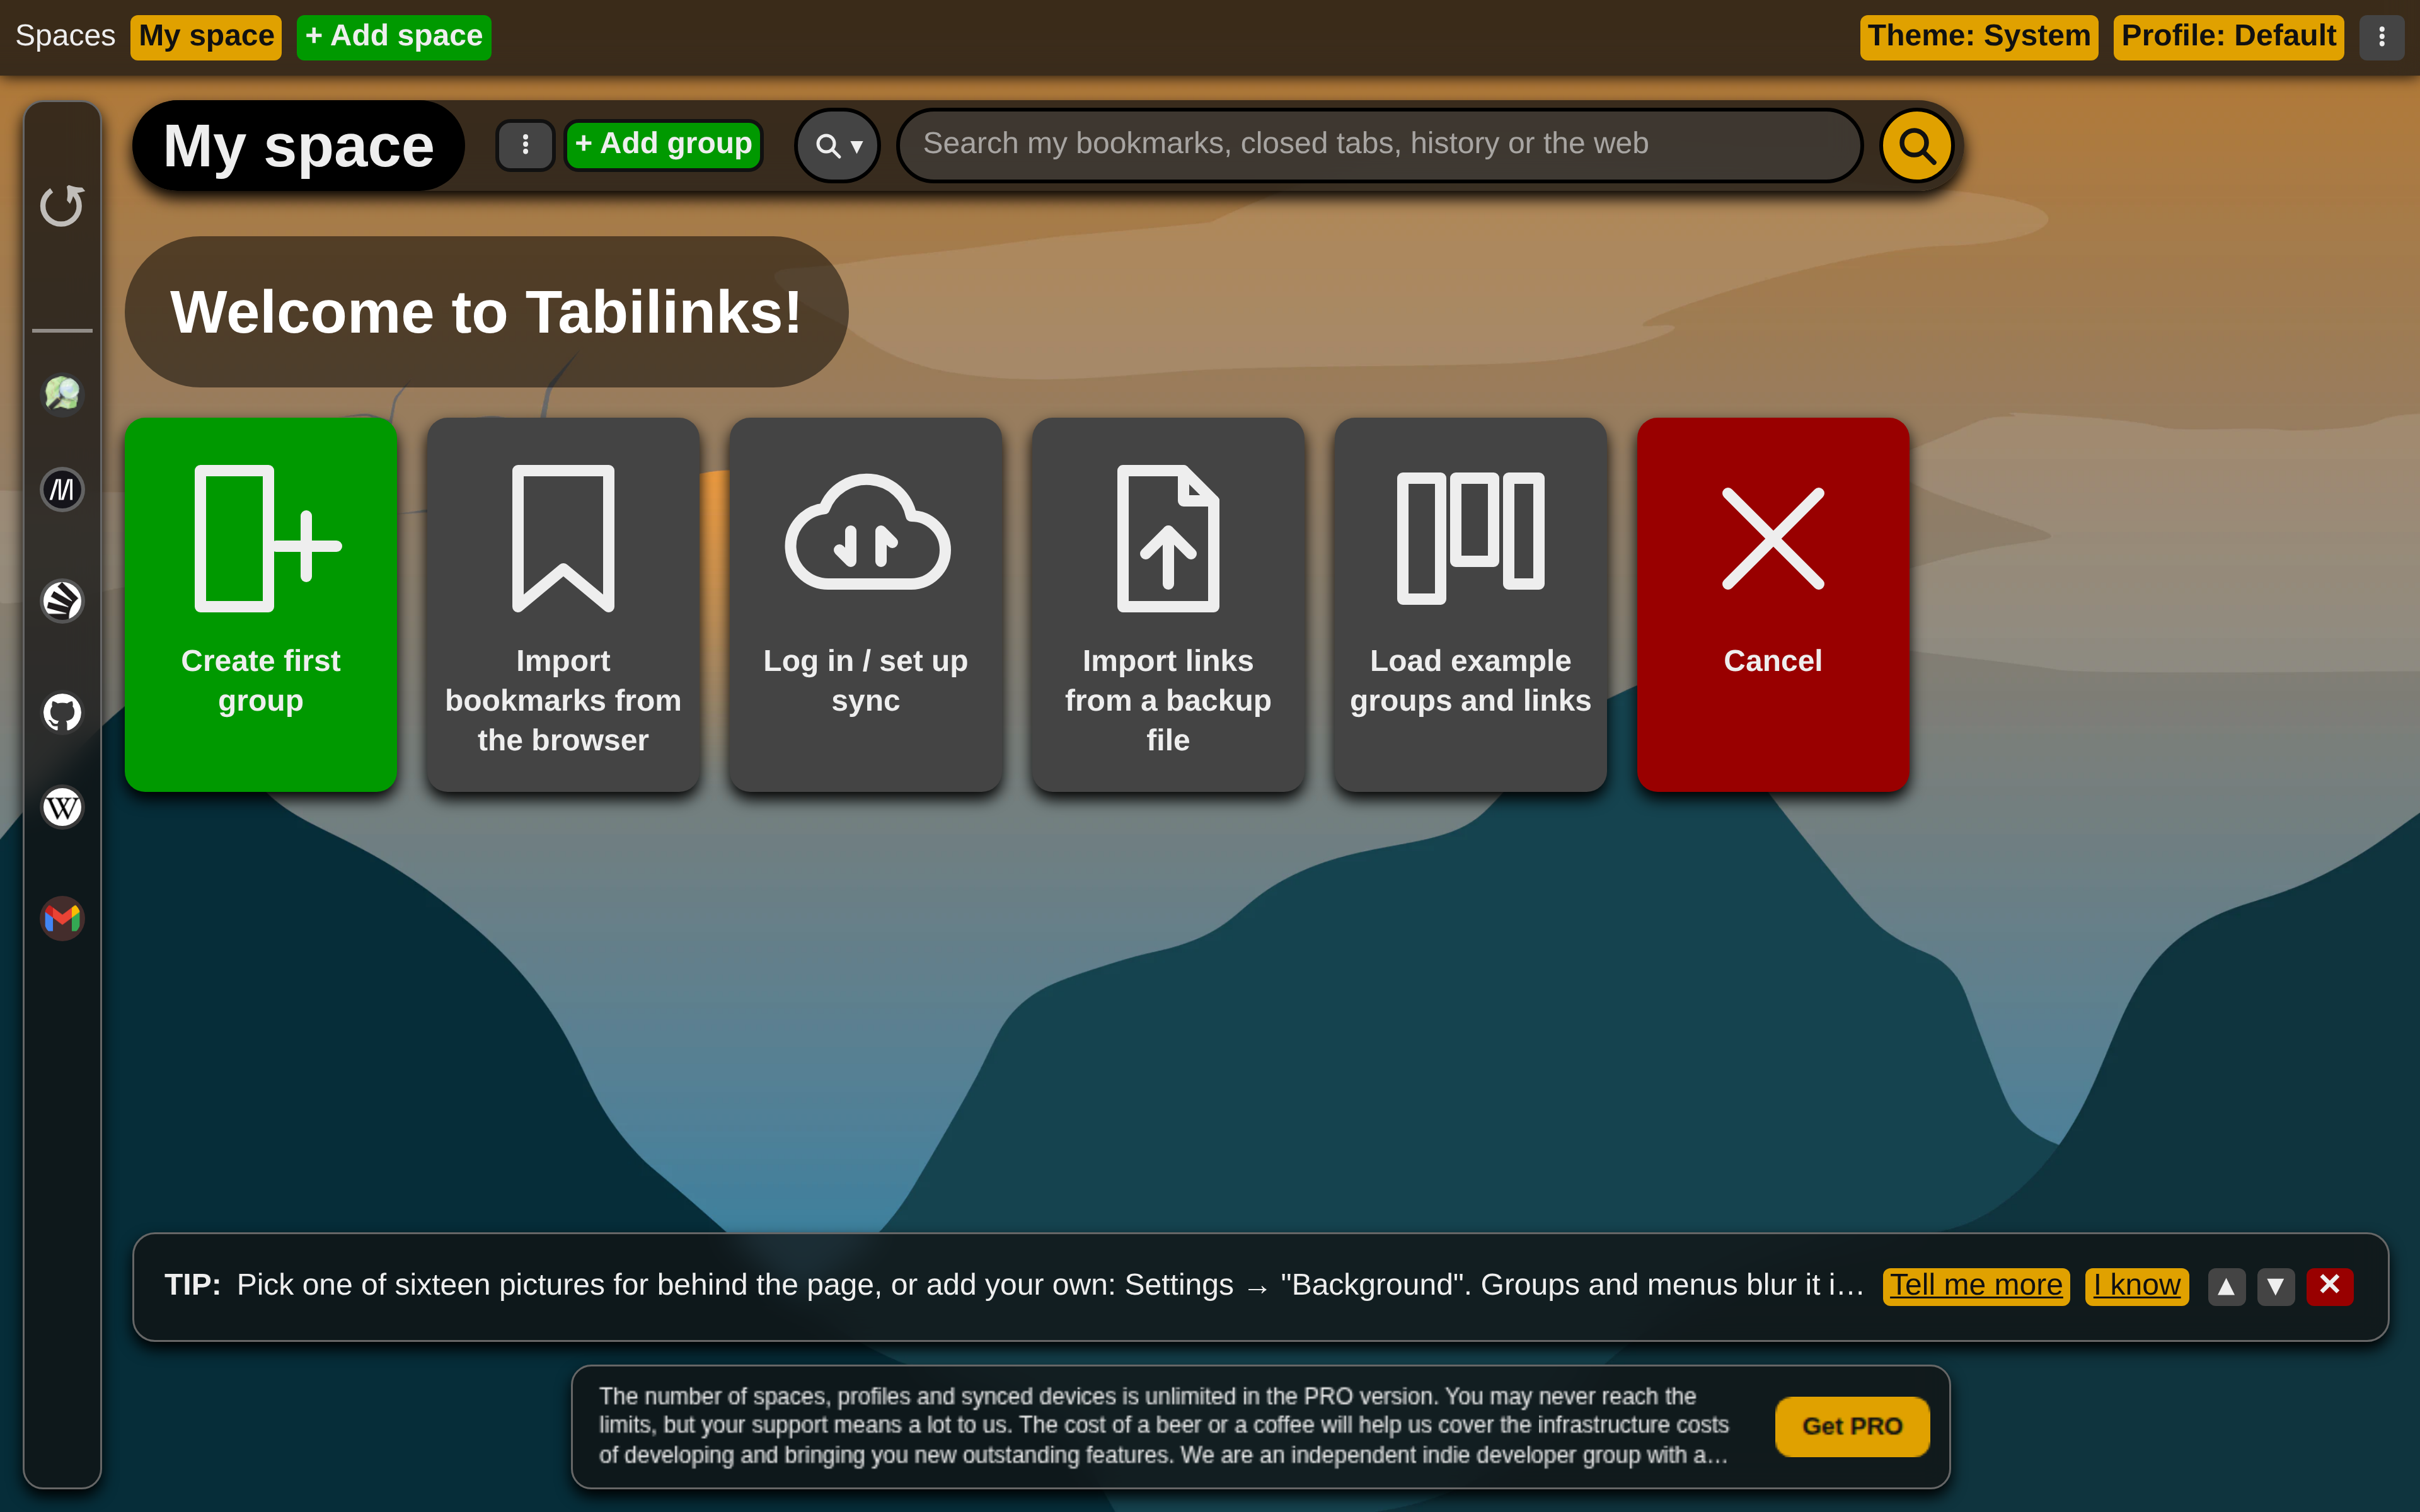 Spaces My space + Add space Theme: System Profile: Default
My space + Add group Search my bookmarks, closed tabs, history or the web
Welcome to Tabilinks!
Create first
group
Import
bookmarks from
the browser
Log in / set up
sync
Import links
from a backup
file
Load example
groups and links
Cancel
TIP: Pick one of sixteen pictures for behind the page, or add your own: Settings → "Background". Groups and menus blur it i… Tell me more I know
The number of spaces, profiles and synced devices is unlimited in the PRO version. You may never reach the
limits, but your support means a lot to us. The cost of a beer or a coffee will help us cover the infrastructure costs
of developing and bringing you new outstanding features. We are an independent indie developer group with a…
Get PRO